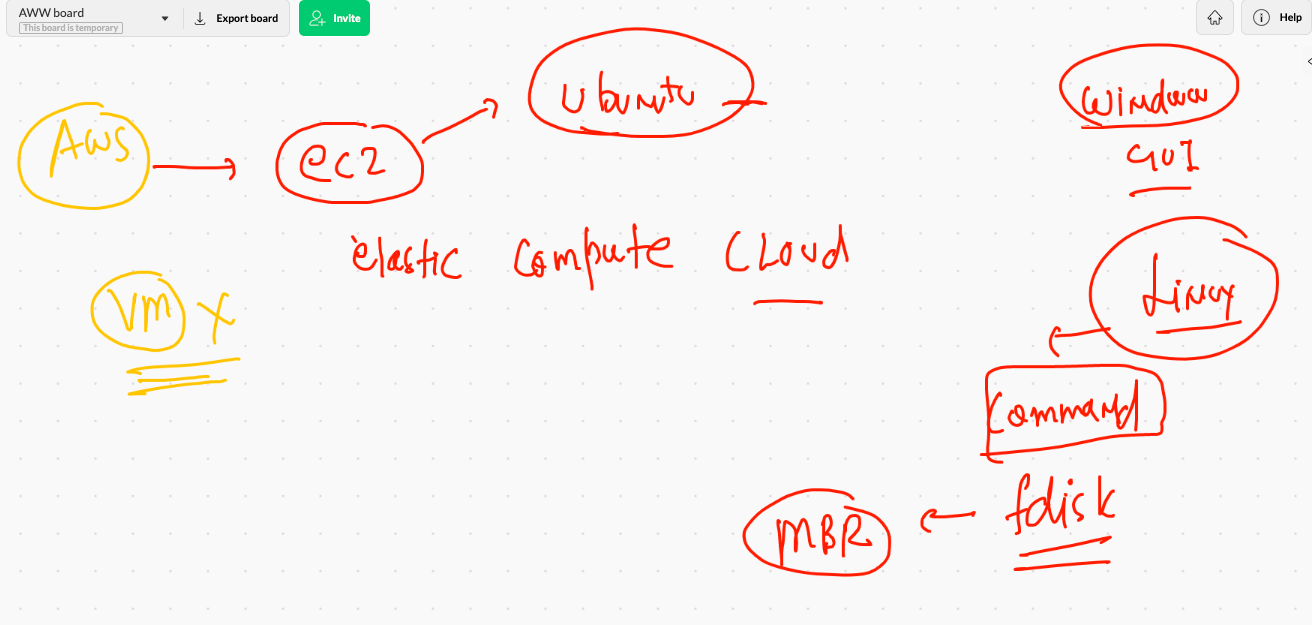 AWW board
This board is temporary
Export board
Invite
Help
AWS
ec2
Ubuntu
Window
GUI
elastic compute CLoud
VM X
Linux
Command
fdisk
MBR